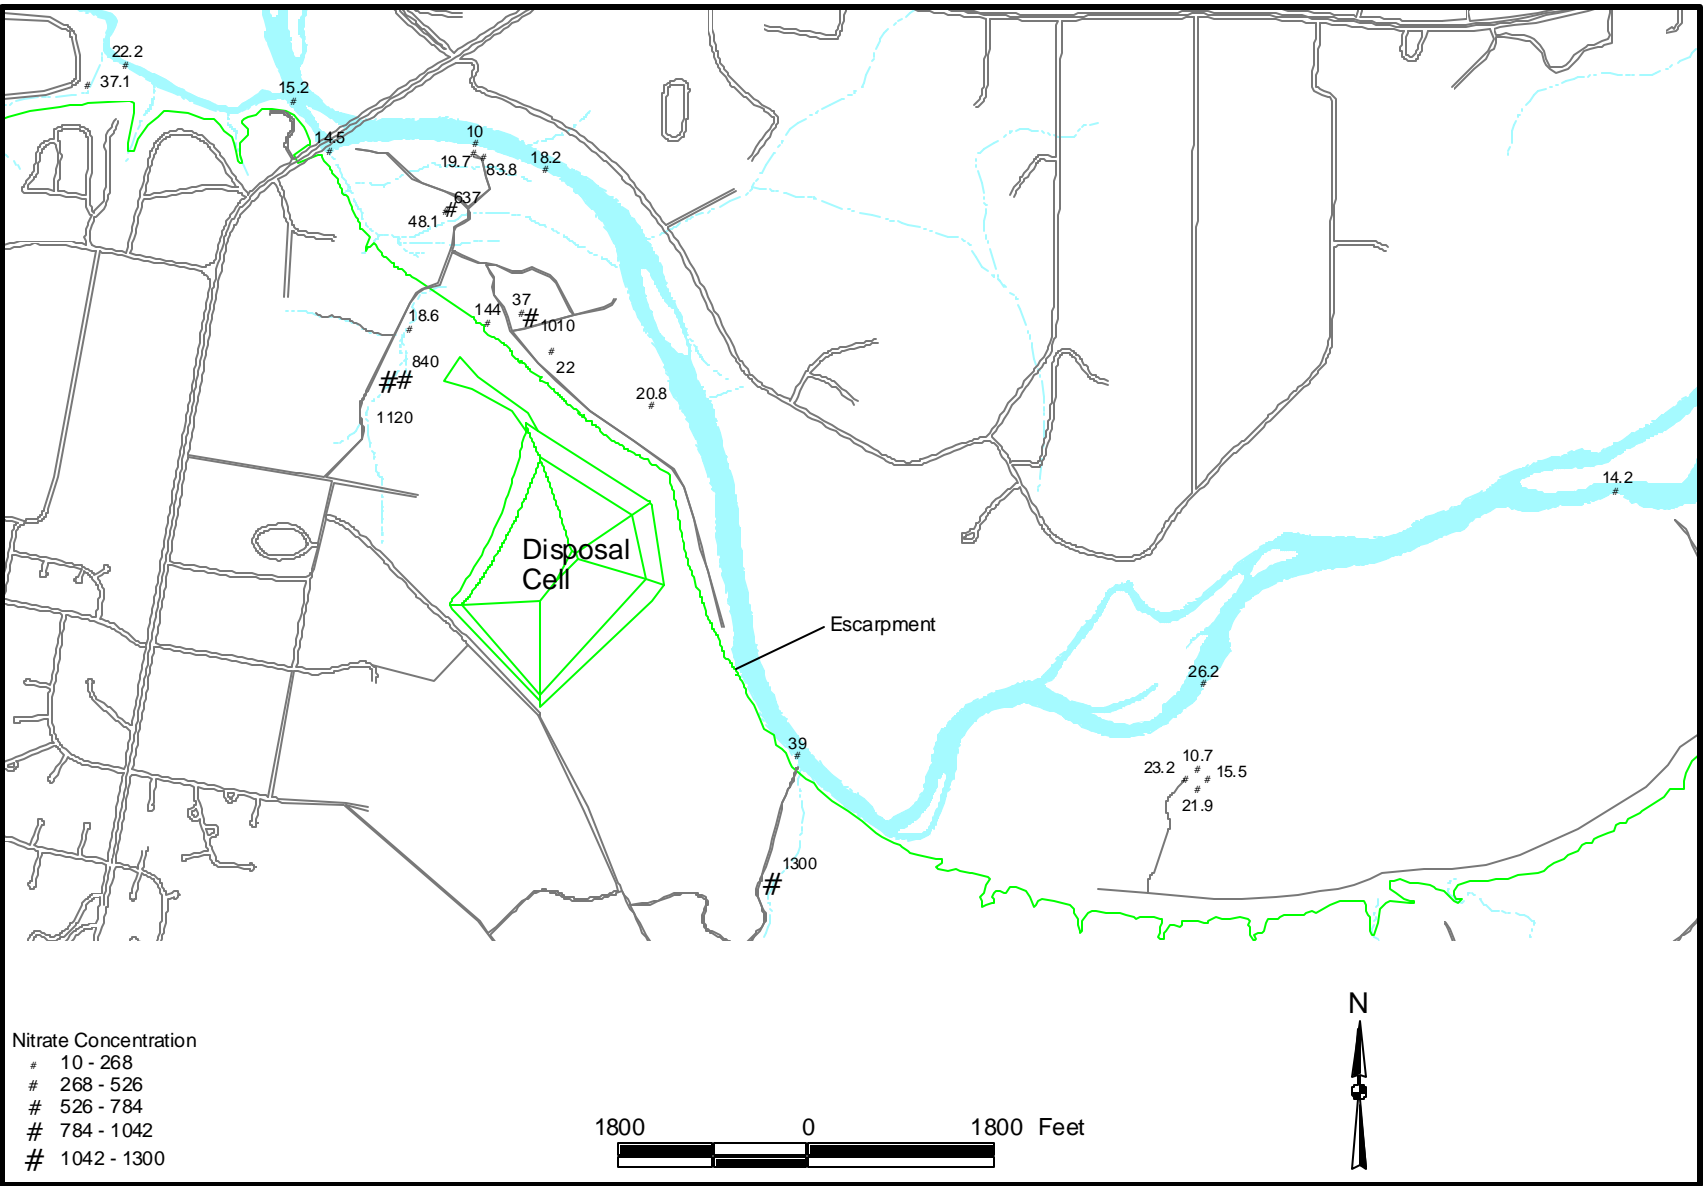 22.2
37.1
15.2
14.5
10
19.7
83.8
18.2
637
48.1
18.6
144
37
1010
22
840
1120
20.8
14.2
Disposal
Cell
Escarpment
26.2
39
10.7
23.2
15.5
21.9
1300
N
Nitrate Concentration
# 10 - 268
# 268 - 526
# 526 - 784
# 784 - 1042
# 1042 - 1300
1800 0 1800 Feet